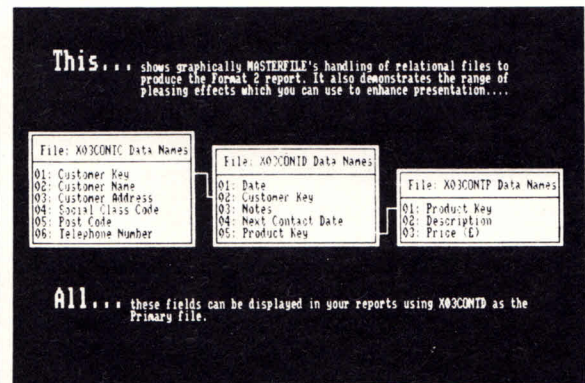 This... shows graphically MASTERFILE's handling of relational files to
produce the Format 2 report. It also demonstrates the range of
pleasing effects which you can use to enhance presentation....
File: X03CONTC Data Names
01: Customer Key
02: Customer Name
03: Customer Address
04: Social Class Code
05: Post Code
06: Telephone Number
File: X03CONTD Data Names
01: Date
02: Customer Key
03: Notes
04: Next Contact Date
05: Product Key
File: X03CONTP Data Names
01: Product Key
02: Description
03: Price (£)
All... these fields can be displayed in your reports using X03CONTD as the
Primary file.